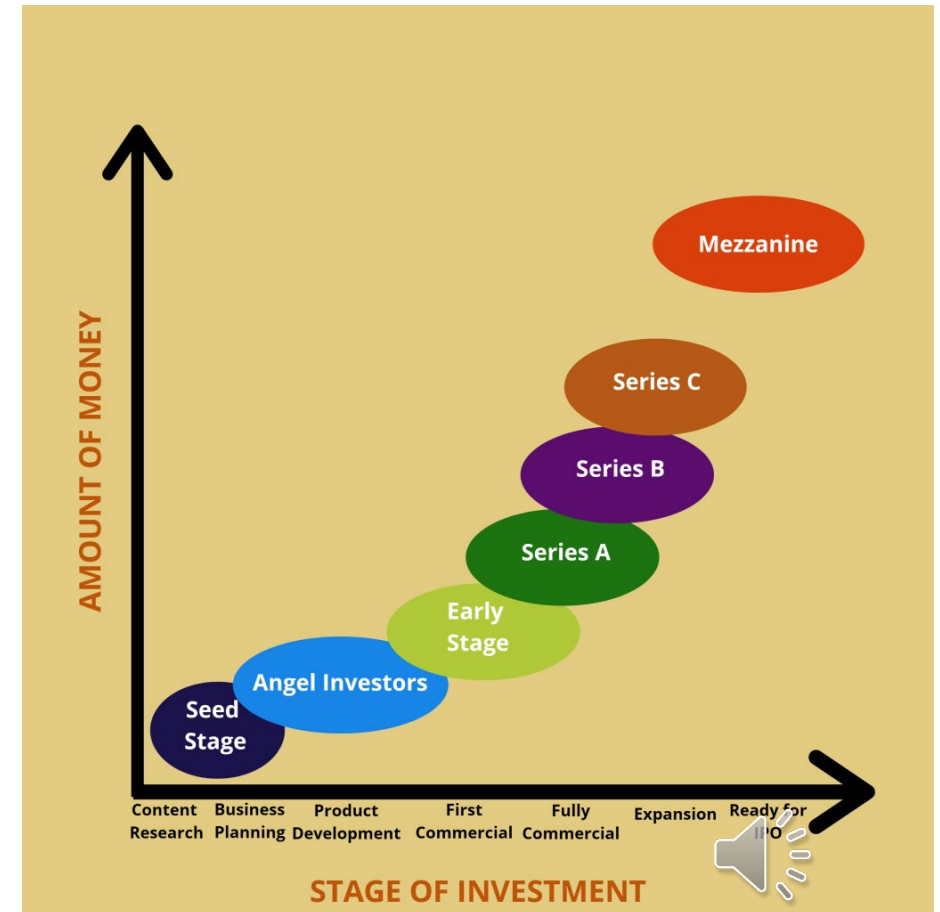 Mezzanine
Series C
Series B
Series A
Early
Stage
Angel Investors
Seed
Stage
AMOUNT OF MONEY
Content
Research
Business
Planning
Product
Development
First
Commercial
Fully
Commercial
Expansion
Ready for
IPO
STAGE OF INVESTMENT